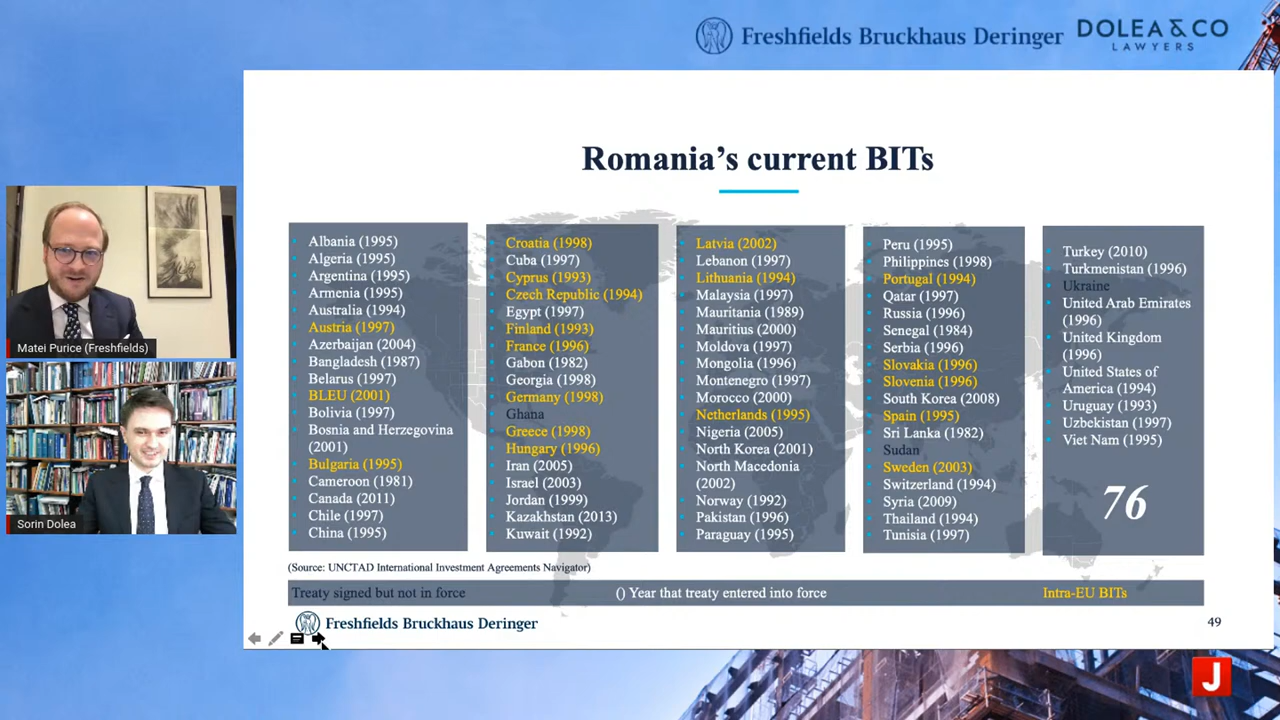 Freshfields Bruckhaus Deringer
DOLEA & CO
LAWYERS
Romania's current BITs
Albania (1995)
Algeria (1995)
Argentina (1995)
Armenia (1995)
Australia (1994)
Austria (1997)
Azerbaijan (2004)
Bangladesh (1987)
Belarus (1997)
BLEU (2001)
Bolivia (1997)
Bosnia and Herzegovina
(2001)
Bulgaria (1995)
Cameroon (1981)
Canada (2011)
Chile (1997)
China (1995)
Croatia (1998)
Cuba (1997)
Cyprus (1993)
Czech Republic (1994)
Egypt (1997)
Finland (1993)
France (1996)
Gabon (1982)
Georgia (1998)
Germany (1998)
Ghana
Greece (1998)
Hungary (1996)
Iran (2005)
Israel (2003)
Jordan (1999)
Kazakhstan (2013)
Kuwait (1992)
Latvia (2002)
Lebanon (1997)
Lithuania (1994)
Malaysia (1997)
Mauritania (1989)
Mauritius (2000)
Moldova (1997)
Mongolia (1996)
Montenegro (1997)
Morocco (2000)
Netherlands (1995)
Nigeria (2005)
North Korea (2001)
North Macedonia
(2002)
Norway (1992)
Pakistan (1996)
Paraguay (1995)
Peru (1995)
Philippines (1998)
Portugal (1994)
Qatar (1997)
Russia (1996)
Senegal (1984)
Serbia (1996)
Slovakia (1996)
Slovenia (1996)
South Korea (2008)
Spain (1995)
Sri Lanka (1982)
Sudan
Sweden (2003)
Switzerland (1994)
Syria (2009)
Thailand (1994)
Tunisia (1997)
Turkey (2010)
Turkmenistan (1996)
Ukraine
United Arab Emirates
(1996)
United Kingdom
(1996)
United States of
America (1994)
Uruguay (1993)
Uzbekistan (1997)
Viet Nam (1995)
76
Matei Purice (Freshfields)
Sorin Dolea
(Source: UNCTAD International Investment Agreements Navigator)
Treaty signed but not in force
() Year that treaty entered into force
Intra-EU BITs
Freshfields Bruckhaus Deringer
49
J